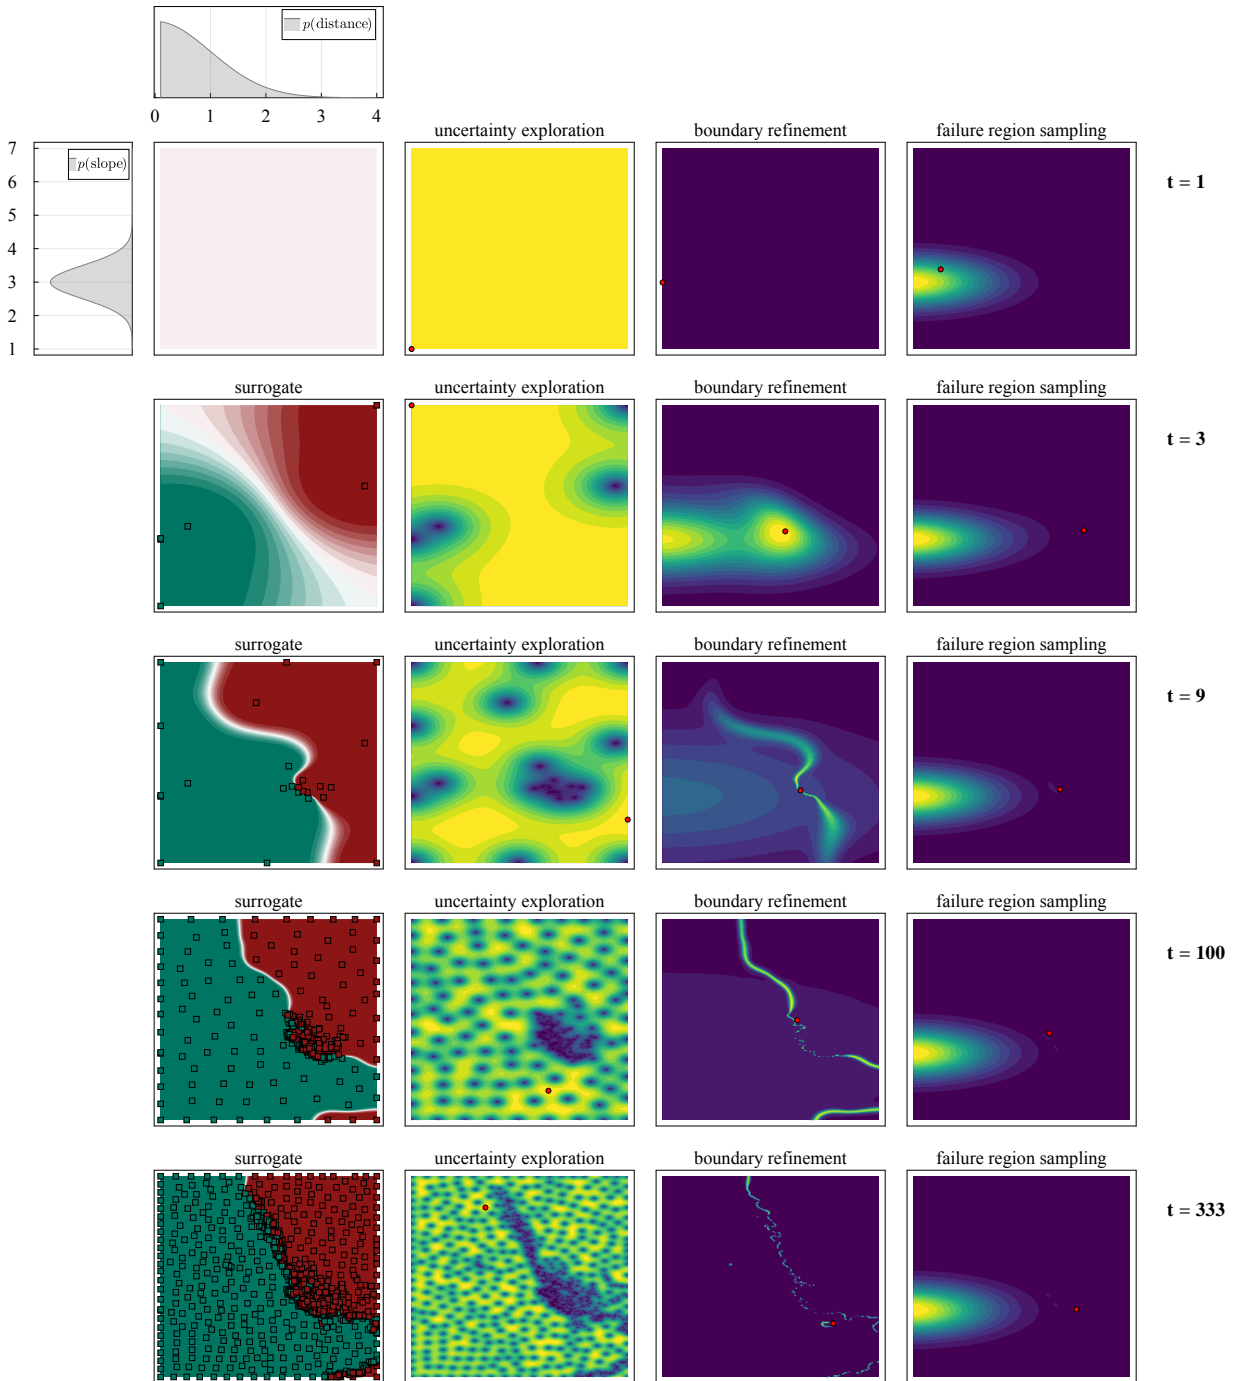 p(distance)
0 1 2 3 4
uncertainty exploration boundary refinement failure region sampling
7
p(slope)
t = 1
6
5
4
3
2
1
surrogate uncertainty exploration boundary refinement failure region sampling
t = 3
surrogate uncertainty exploration boundary refinement failure region sampling
t = 9
surrogate uncertainty exploration boundary refinement failure region sampling
t = 100
surrogate uncertainty exploration boundary refinement failure region sampling
t = 333